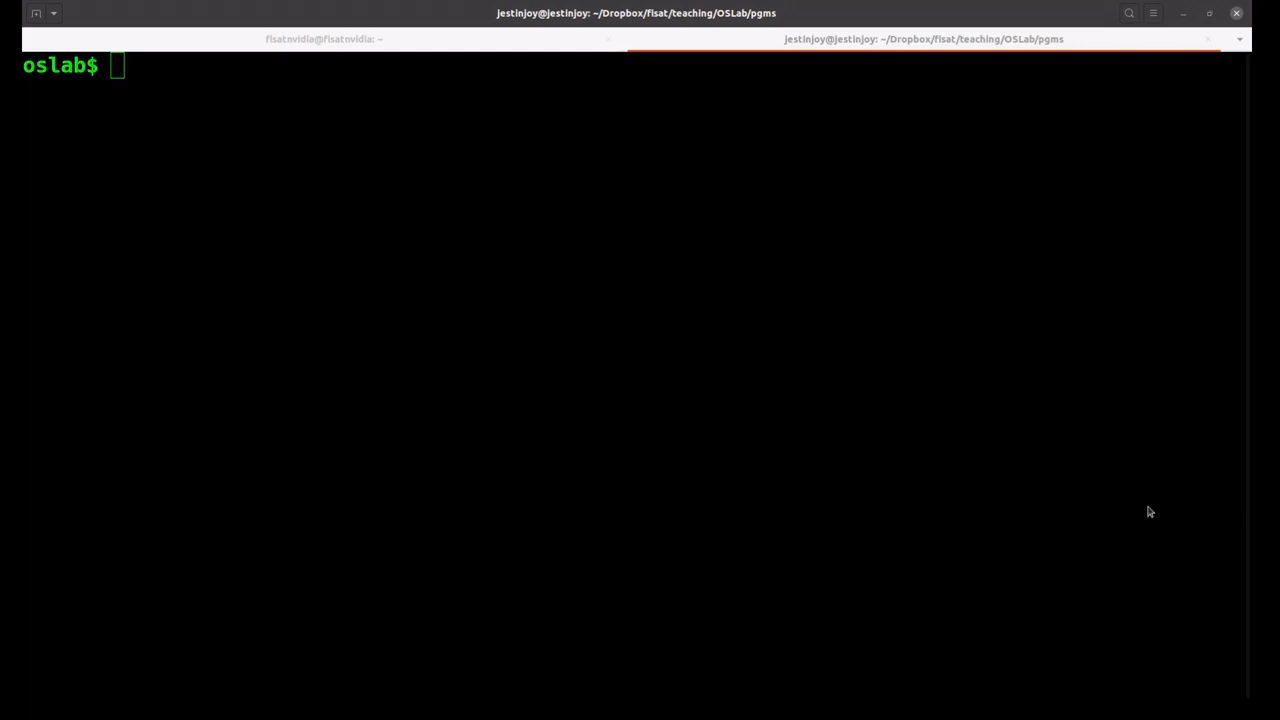 jestinjoy@jestinjoy: ~/Dropbox/fisat/teaching/OSLab/pgms
fisatnvidia@fisatnvidia: ~
jestinjoy@jestinjoy: ~/Dropbox/fisat/teaching/OSLab/pgms
oslab$